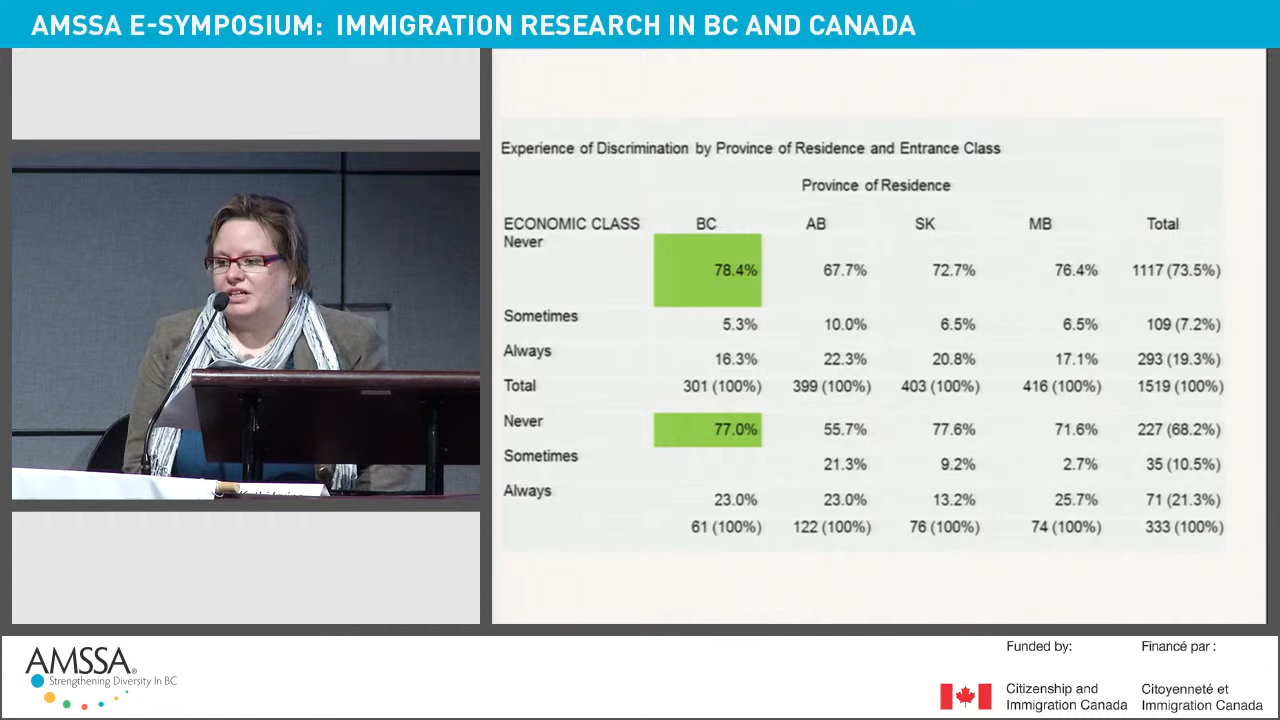 AMSSA E-SYMPOSIUM: IMMIGRATION RESEARCH IN BC AND CANADA
Experience of Discrimination by Province of Residence and Entrance Class
Province of Residence
ECONOMIC CLASS BC AB SK MB Total
Never 78.4% 67.7% 72.7% 76.4% 1117 (73.5%)
Sometimes 5.3% 10.0% 6.5% 6.5% 109 (7.2%)
Always 16.3% 22.3% 20.8% 17.1% 293 (19.3%)
Total 301 (100%) 399 (100%) 403 (100%) 416 (100%) 1519 (100%)
Never 77.0% 55.7% 77.6% 71.6% 227 (68.2%)
Sometimes 21.3% 9.2% 2.7% 35 (10.5%)
Always 23.0% 23.0% 13.2% 25.7% 71 (21.3%)
61 (100%) 122 (100%) 76 (100%) 74 (100%) 333 (100%)
AMSSA®
Strengthening Diversity In BC
Funded by: Financé par :
Citizenship and Citoyenneté et
Immigration Canada Immigration Canada